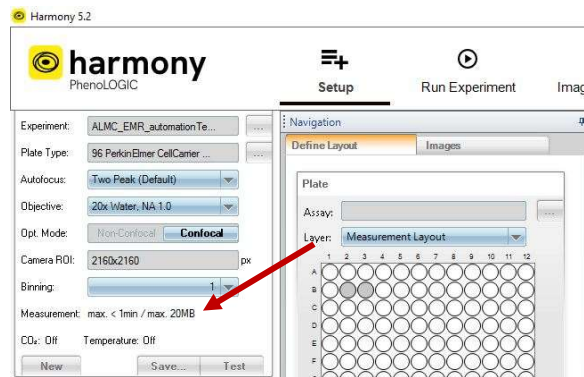 Harmony 5.2
harmony
PhenoLOGIC
Setup
Run Experiment
Imag
Experiment: ALMC_EMR_automationTe... ...
Plate Type: 96 PerkinElmer CellCarrier ... ...
Autofocus: Two Peak (Default)
Objective: 20x Water, NA 1.0
Opt. Mode: Non-Confocal Confocal
Camera ROI: 2160x2160 px
Binning: 1
Measurement: max. < 1min / max. 20MB
CO₂: Off Temperature: Off
New Save... Test
Navigation
Define Layout Images
Plate
Assay: ...
Layer: Measurement Layout
1 2 3 4 5 6 7 8 9 10 11 12
A
B
C
D
E
F